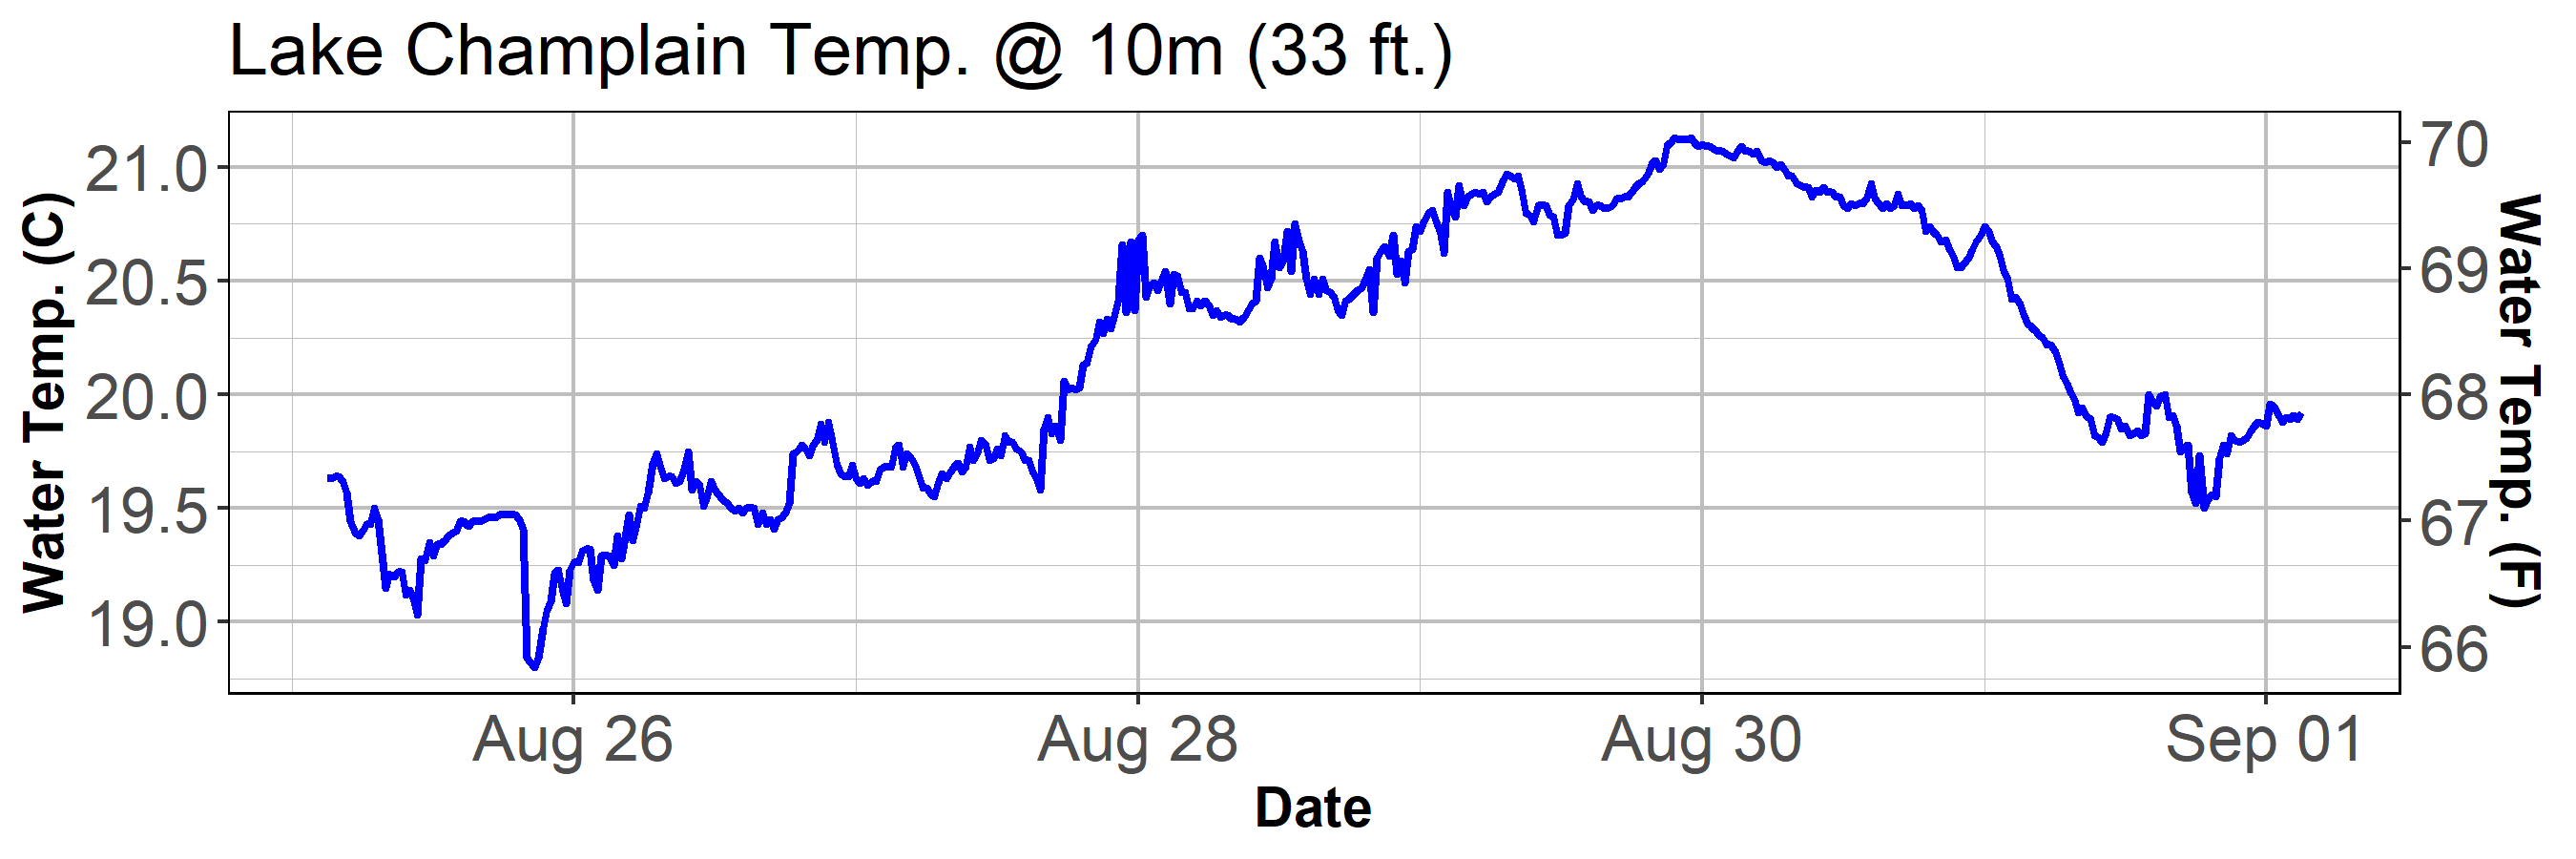 Lake Champlain Temp. @ 10m (33 ft.)
Water Temp. (C)
21.0
20.5
20.0
19.5
19.0
70
69
68
67
66
Water Temp. (F)
Aug 26 Aug 28 Aug 30 Sep 01
Date